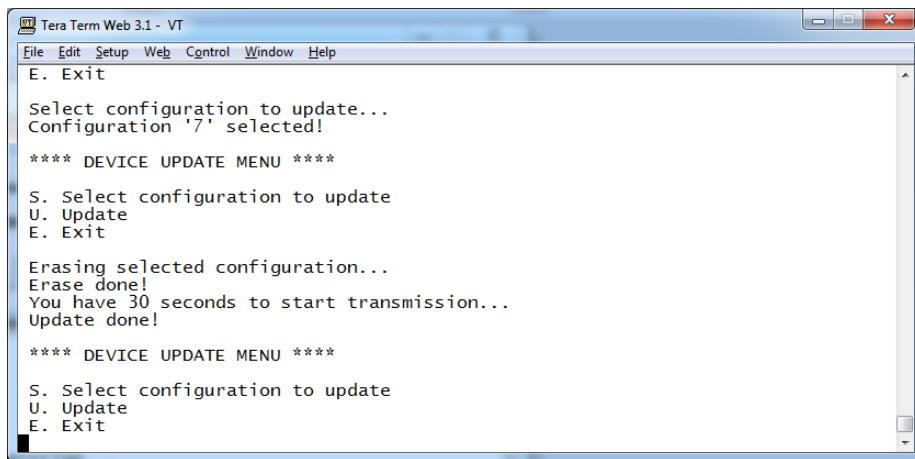 Tera Term Web 3.1 - VT
File Edit Setup Web Control Window Help
E. Exit
Select configuration to update...
Configuration '7' selected!
**** DEVICE UPDATE MENU ****
S. Select configuration to update
U. Update
E. Exit
Erasing selected configuration...
Erase done!
You have 30 seconds to start transmission...
Update done!
**** DEVICE UPDATE MENU ****
S. Select configuration to update
U. Update
E. Exit